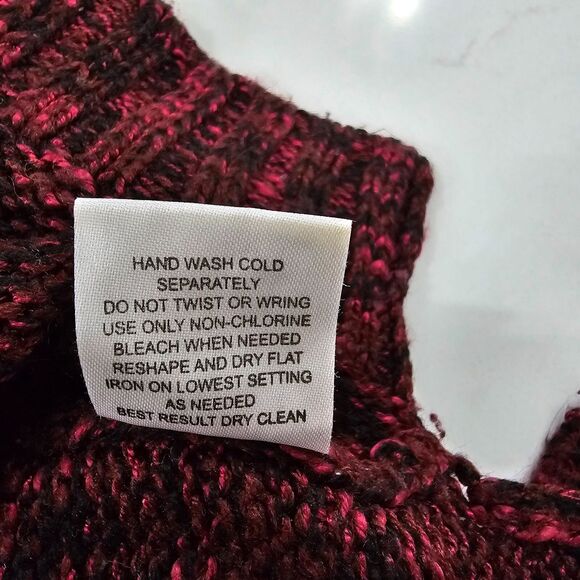 HAND WASH COLD
SEPARATELY
DO NOT TWIST OR WRING
USE ONLY NON-CHLORINE
BLEACH WHEN NEEDED
RESHAPE AND DRY FLAT
IRON ON LOWEST SETTING
AS NEEDED
BEST RESULT DRY CLEAN